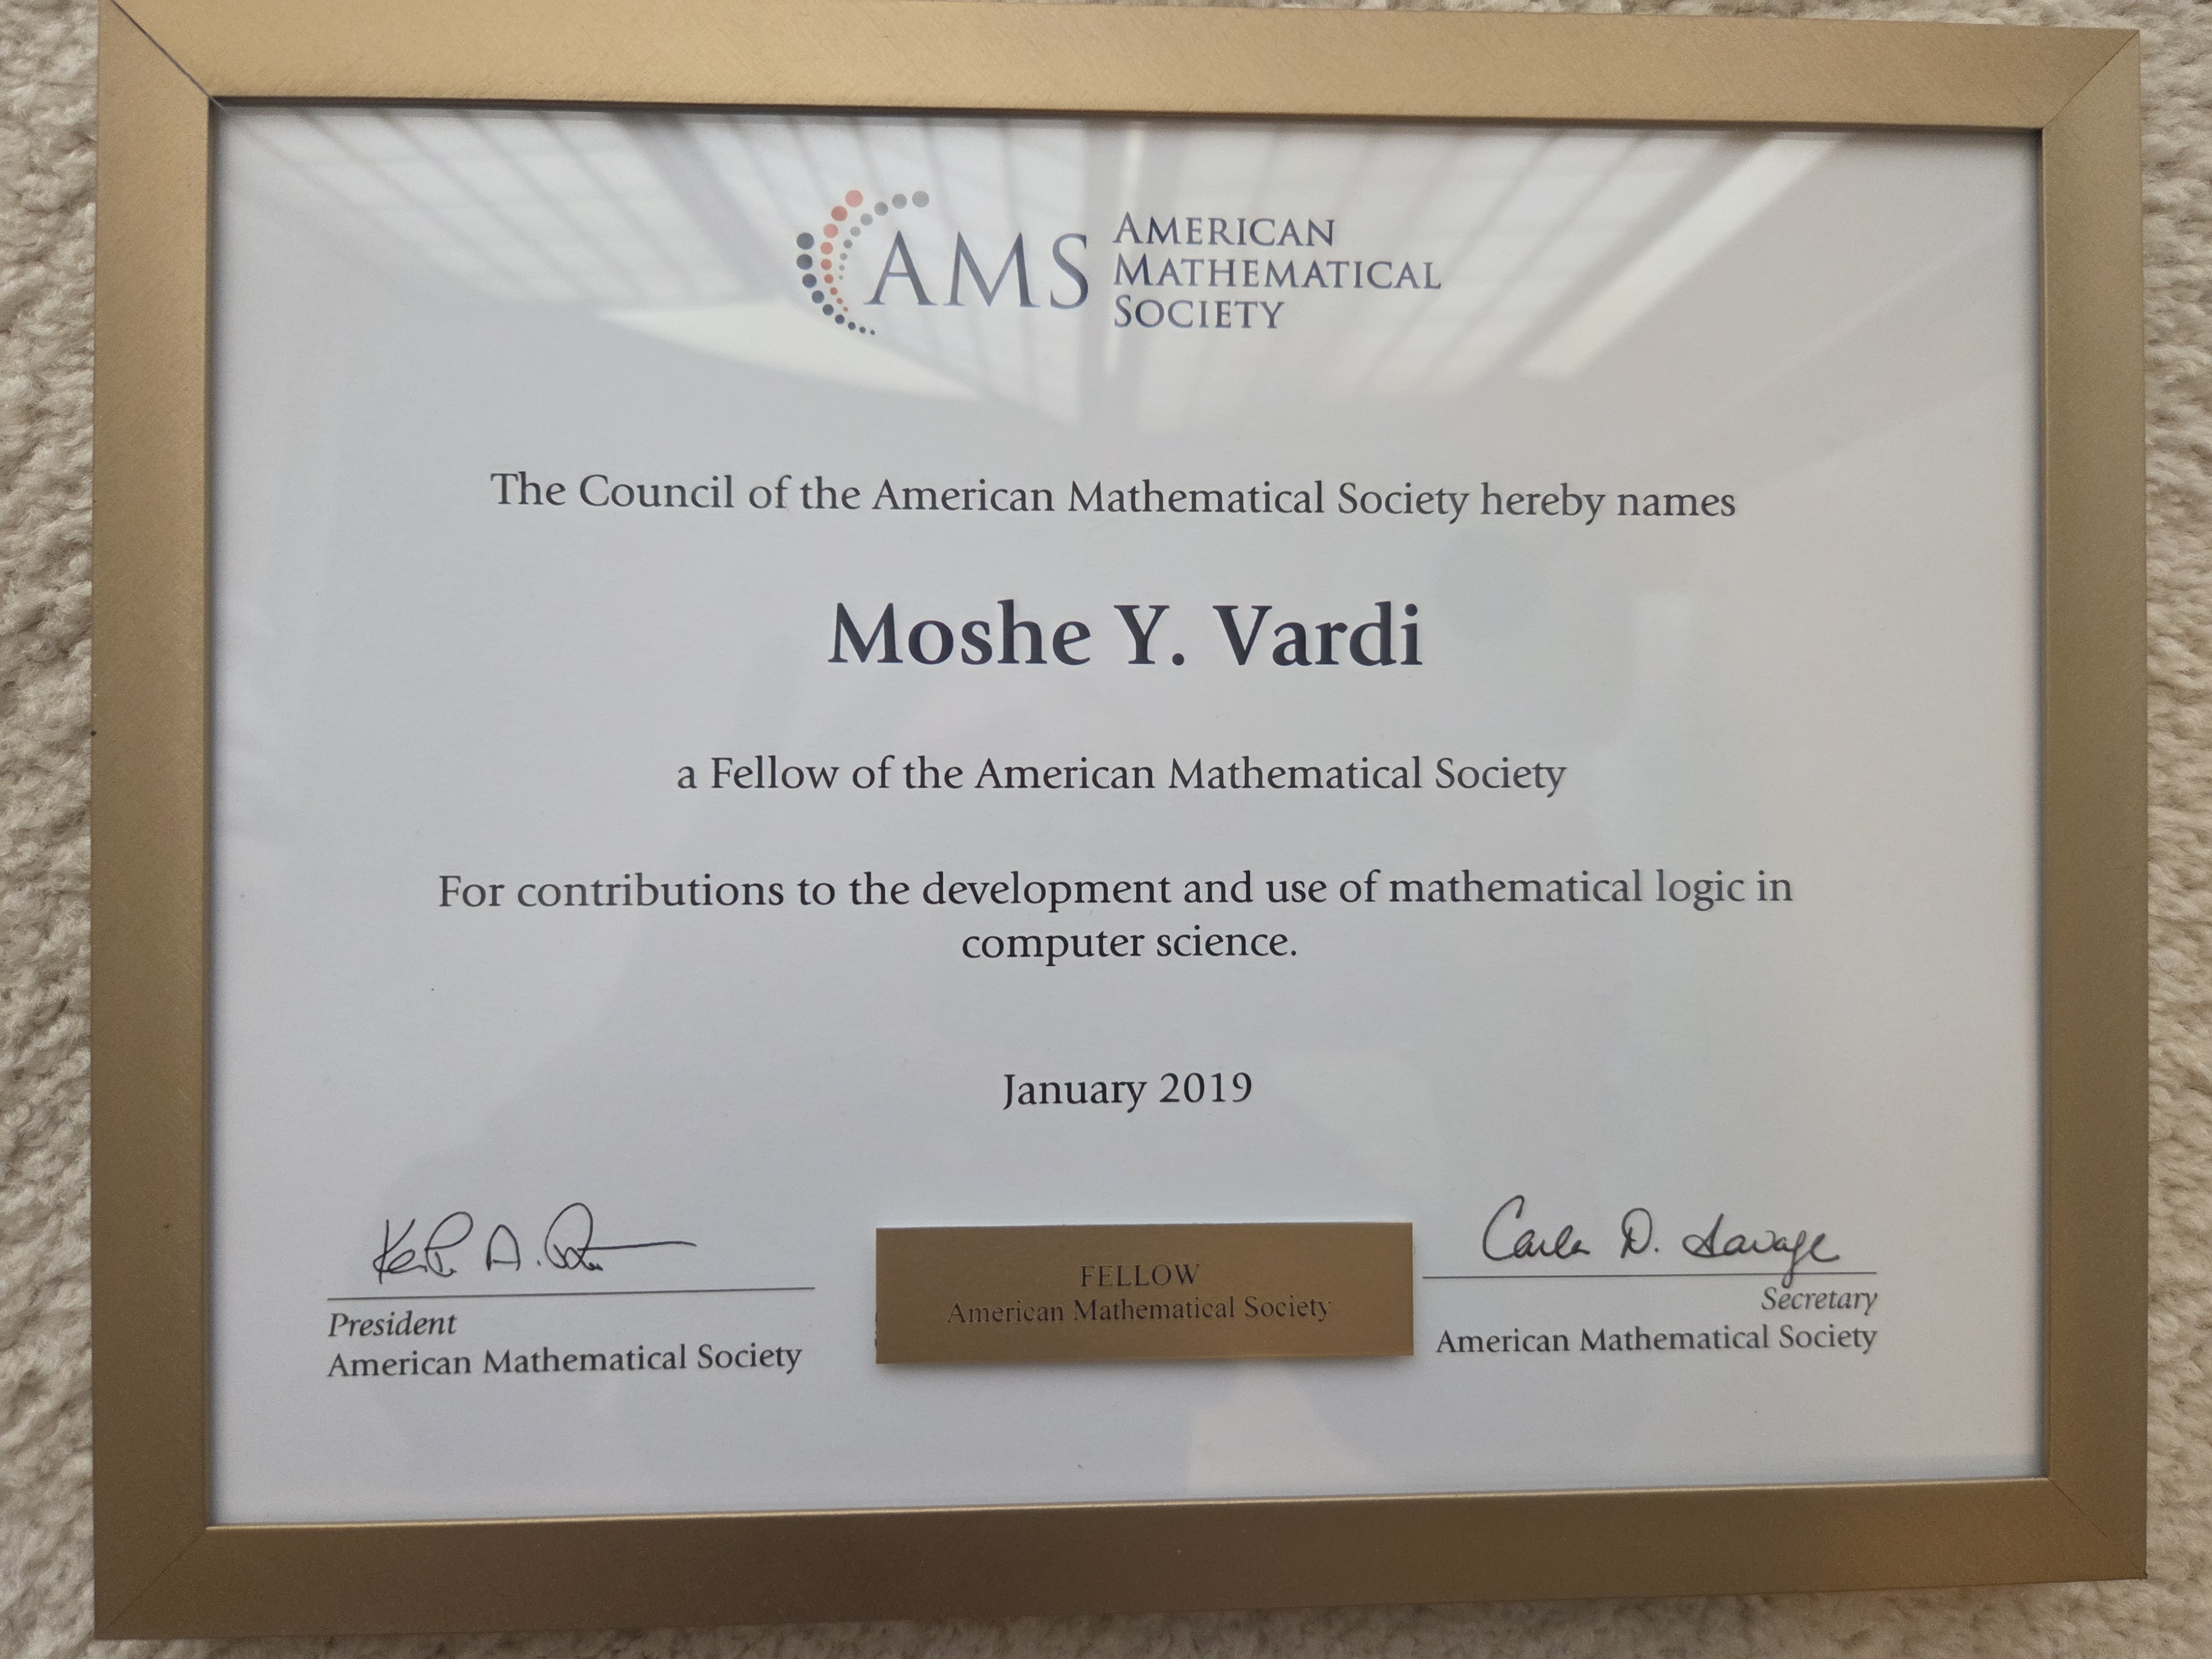 AMS
AMERICAN
MATHEMATICAL
SOCIETY
The Council of the American Mathematical Society hereby names
Moshe Y. Vardi
a Fellow of the American Mathematical Society
For contributions to the development and use of mathematical logic in
computer science.
January 2019
Carla D. Savage
President
American Mathematical Society
FELLOW
American Mathematical Society
Secretary
American Mathematical Society